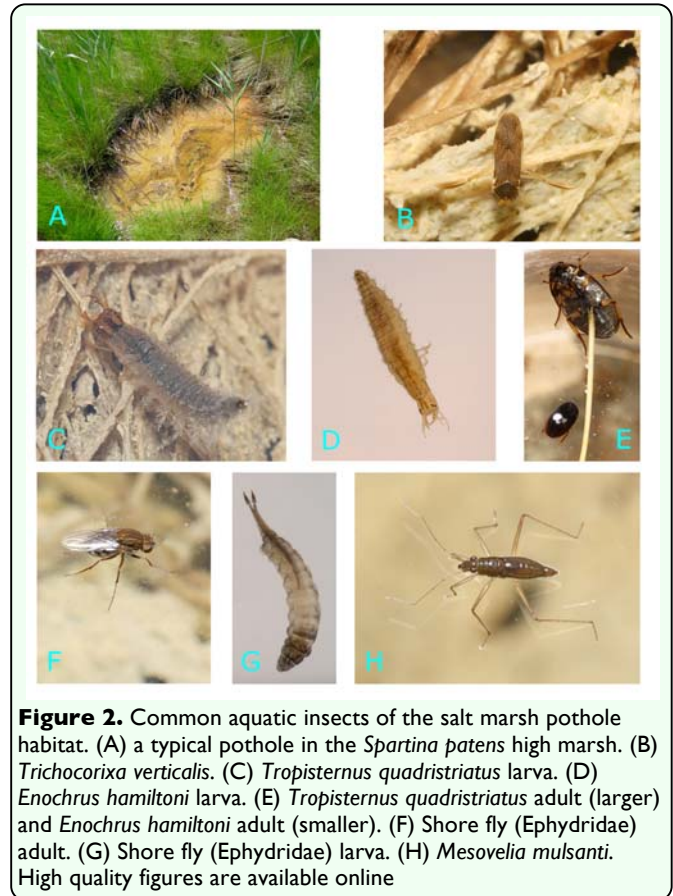 A
B
C
D
E
F
G
H
Figure 2. Common aquatic insects of the salt marsh pothole
habitat. (A) a typical pothole in the Spartina patens high marsh. (B)
Trichocorixa verticalis. (C) Tropisternus quadristriatus larva. (D)
Enochrus hamiltoni larva. (E) Tropisternus quadristriatus adult (larger)
and Enochrus hamiltoni adult (smaller). (F) Shore fly (Ephydridae)
adult. (G) Shore fly (Ephydridae) larva. (H) Mesovelia mulsanti.
High quality figures are available online